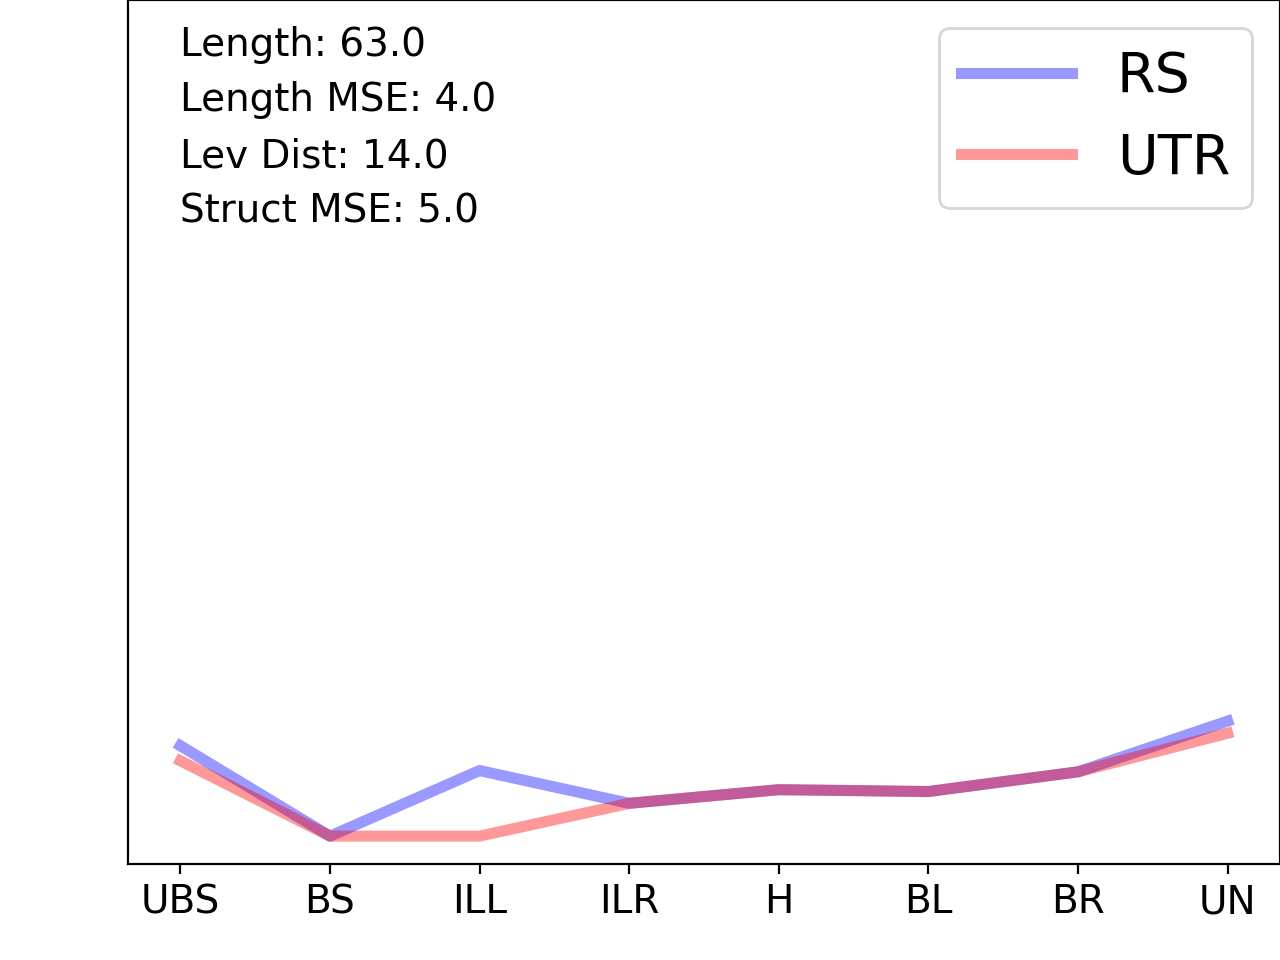 Length: 63.0
Length MSE: 4.0
Lev Dist: 14.0
Struct MSE: 5.0
RS
UTR
UBS BS ILL ILR H BL BR UN